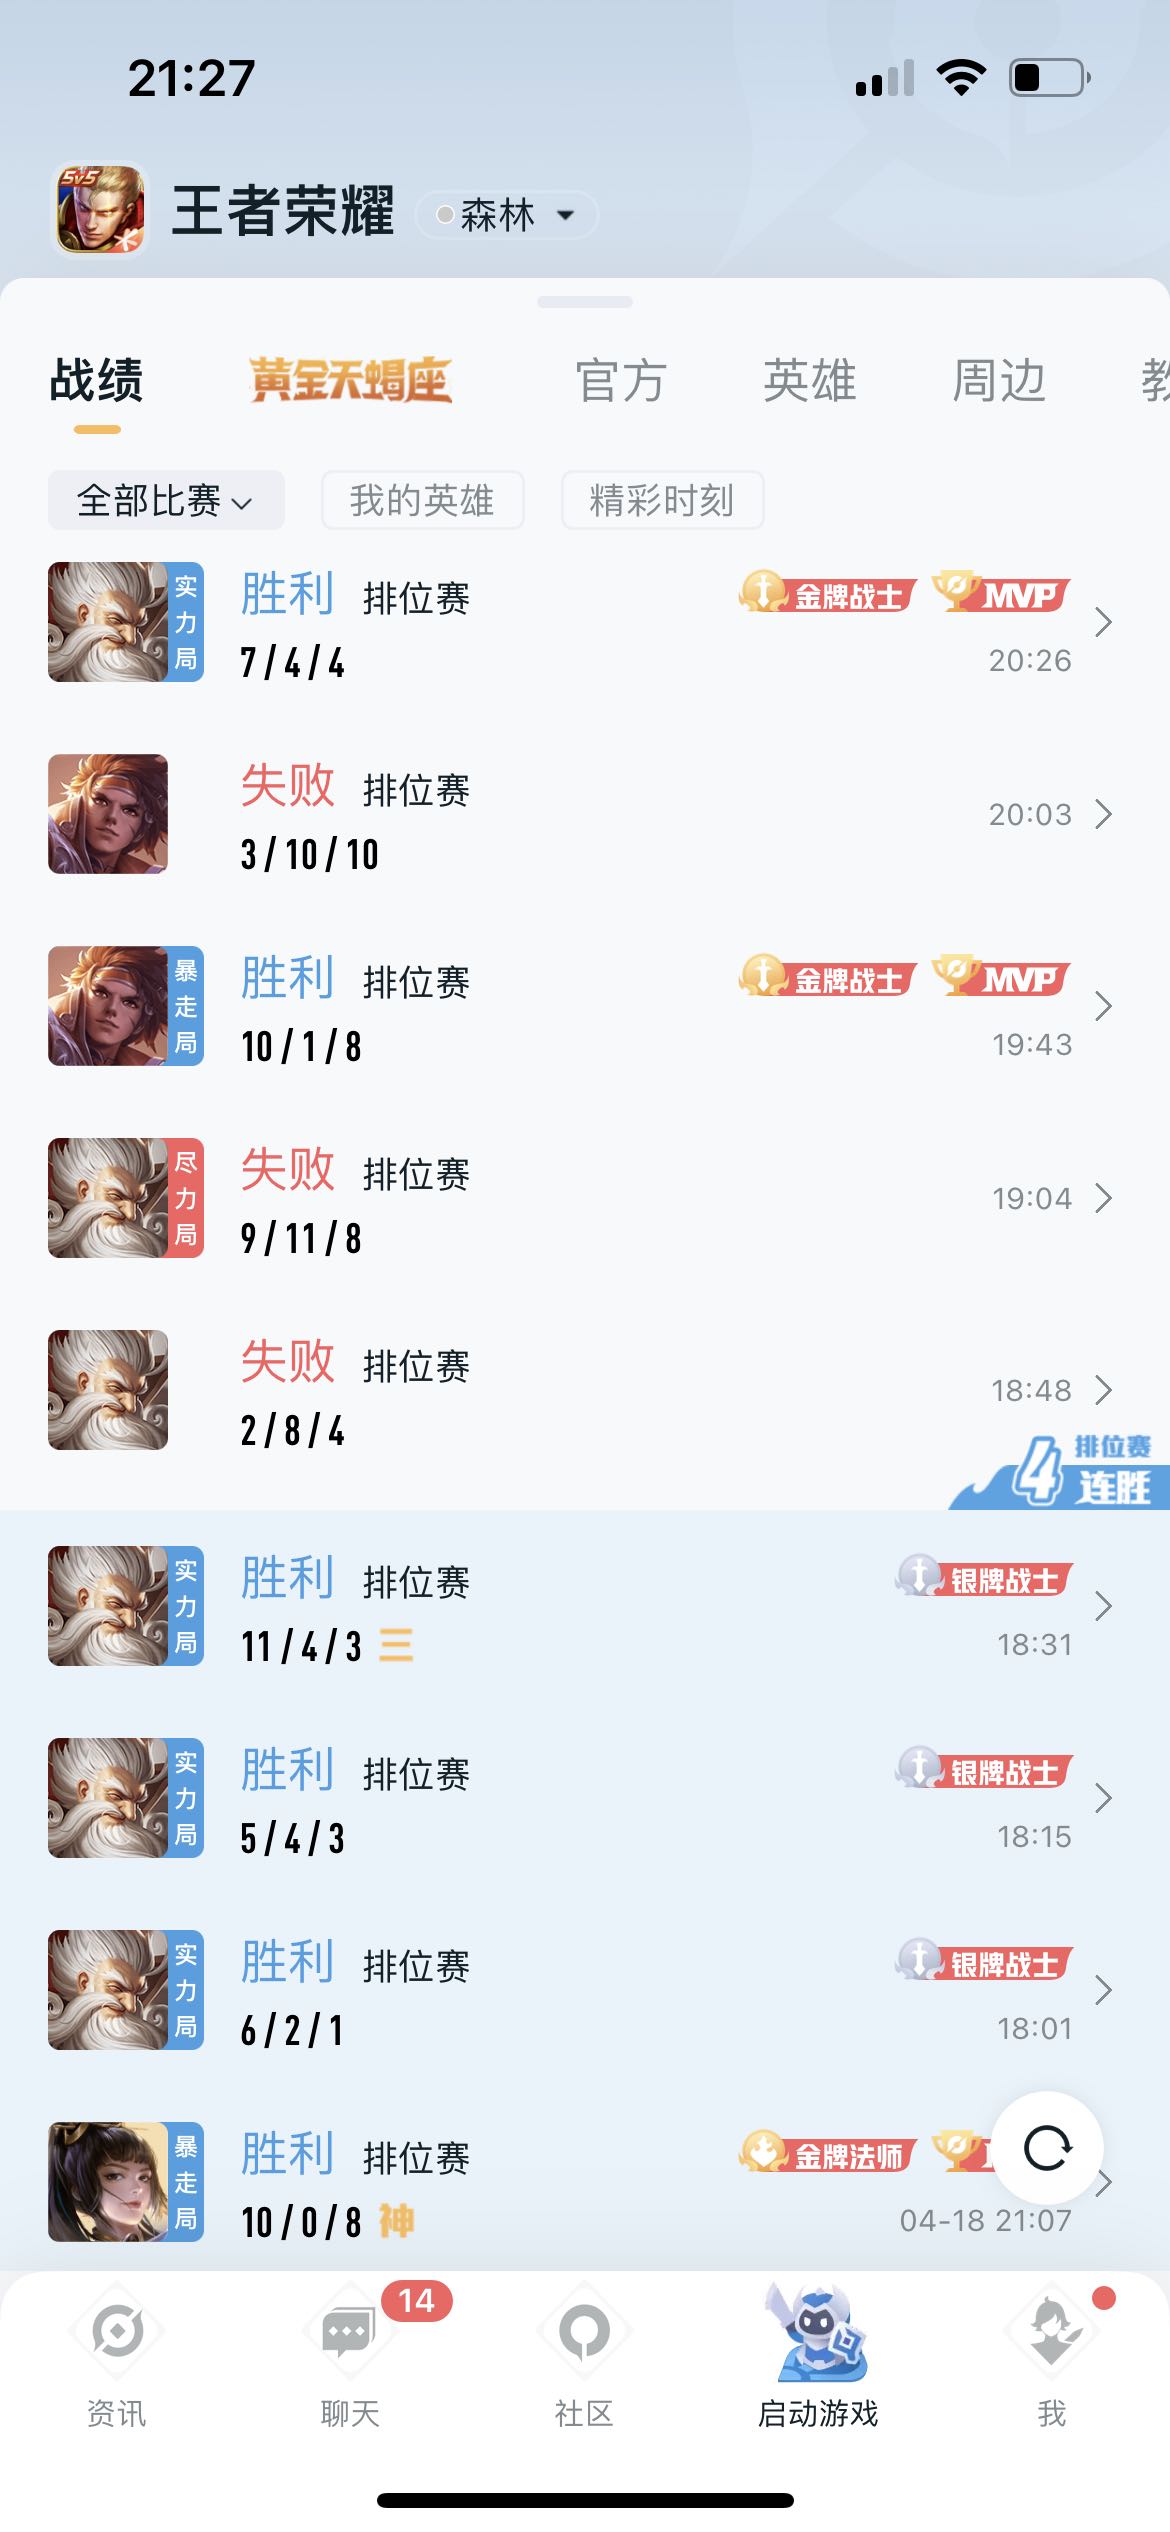 21:27
5v5
王者荣耀 森林
战绩 黄金天蝎座 官方 英雄 周边
全部比赛 我的英雄 精彩时刻
实力局 胜利 排位赛 金牌战士 MVP
7 / 4 / 4 20:26
失败 排位赛
3 / 10 / 10 20:03
暴走局 胜利 排位赛 金牌战士 MVP
10 / 1 / 8 19:43
尽力局 失败 排位赛
9 / 11 / 8 19:04
失败 排位赛
2 / 8 / 4 18:48
4 排位赛 连胜
实力局 胜利 排位赛 银牌战士
11 / 4 / 3 三 18:31
实力局 胜利 排位赛 银牌战士
5 / 4 / 3 18:15
实力局 胜利 排位赛 银牌战士
6 / 2 / 1 18:01
暴走局 胜利 排位赛 金牌法师
10 / 0 / 8 神 04-18 21:07
14
资讯 聊天 社区 启动游戏 我